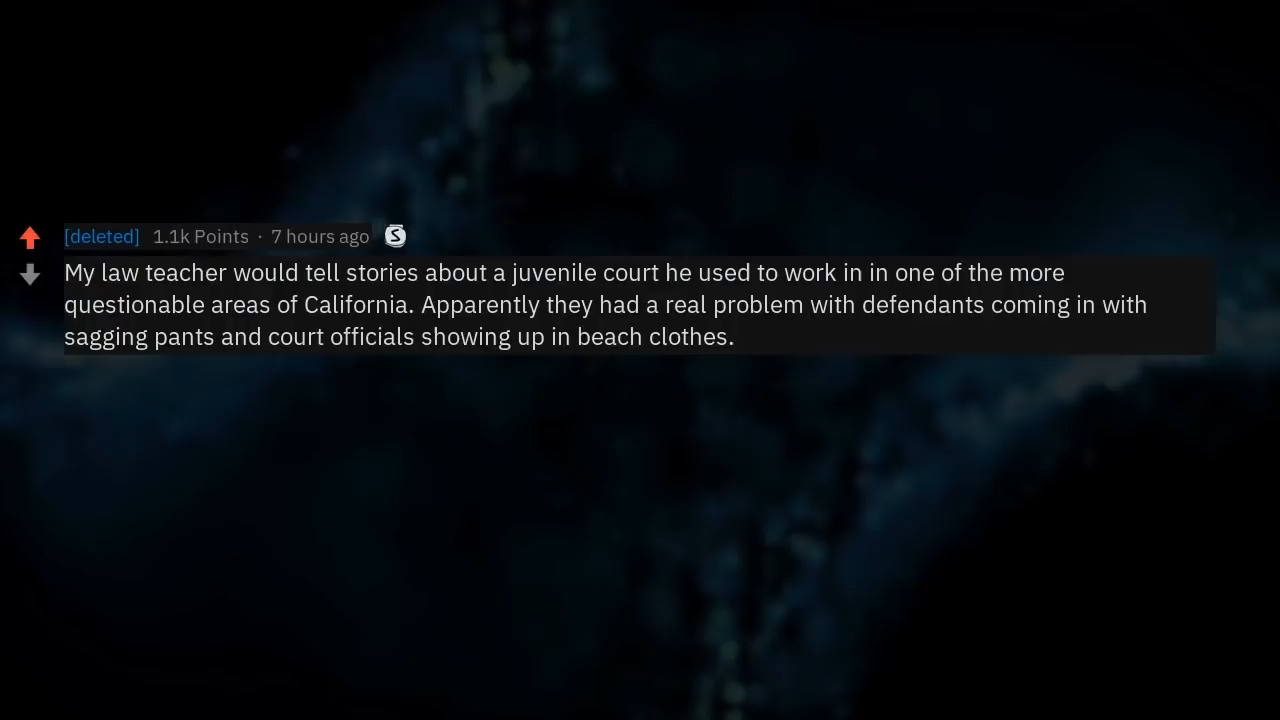 [deleted] 1.1k Points · 7 hours ago S
My law teacher would tell stories about a juvenile court he used to work in in one of the more
questionable areas of California. Apparently they had a real problem with defendants coming in with
sagging pants and court officials showing up in beach clothes.